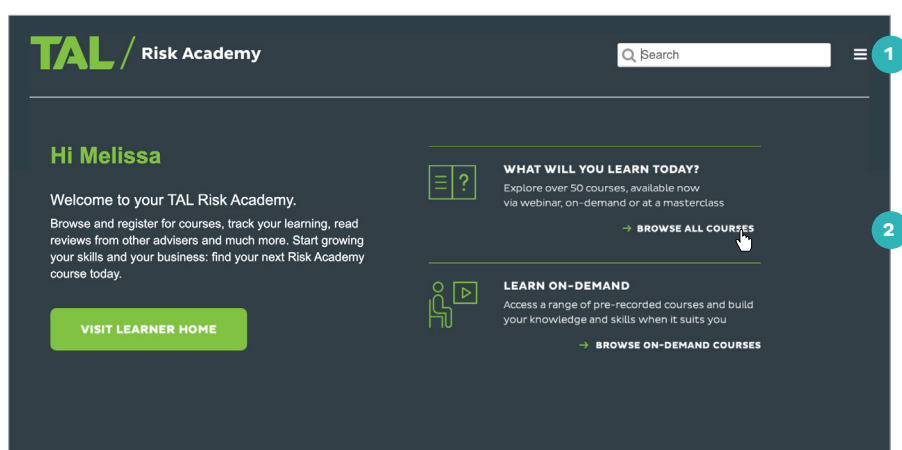 TAL / Risk Academy
Search
1
Hi Melissa
Welcome to your TAL Risk Academy.
Browse and register for courses, track your learning, read
reviews from other advisers and much more. Start growing
your skills and your business: find your next Risk Academy
course today.
VISIT LEARNER HOME
?
WHAT WILL YOU LEARN TODAY?
Explore over 50 courses, available now
via webinar, on-demand or at a masterclass
→ BROWSE ALL COURSES
2
LEARN ON-DEMAND
Access a range of pre-recorded courses and build
your knowledge and skills when it suits you
→ BROWSE ON-DEMAND COURSES